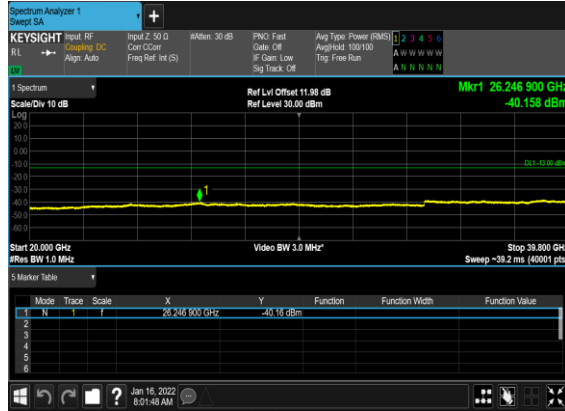 Spectrum Analyzer 1
Swept SA
+
KEYSIGHT Input: RF Input Z: 50 Ω #Atten: 30 dB PNO: Fast Avg Type: Power (RMS) 1 2 3 4 5 6
RL Coupling: DC Corr CCorr Gate: Off Avg|Hold: 100/100 A W W W W W
Align: Auto Freq Ref: Int (S) IF Gain: Low Trig: Free Run
Sig Track: Off A N N N N N
1 Spectrum Ref Lvl Offset 11.98 dB Mkr1 26.246 900 GHz
Scale/Div 10 dB Ref Level 30.00 dBm -40.158 dBm
Log
20.0
10.0
0.00
-10.0
DL1 -13.00 dBm
-20.0
-30.0
1
-40.0
-50.0
-60.0
Start 20.000 GHz Video BW 3.0 MHz* Stop 39.800 GHz
#Res BW 1.0 MHz Sweep ~39.2 ms (40001 pts)
5 Marker Table
Mode Trace Scale X Y Function Function Width Function Value
1 N 1 f 26.246 900 GHz -40.16 dBm
2
3
4
5
6
? Jan 16, 2022
8:01:48 AM